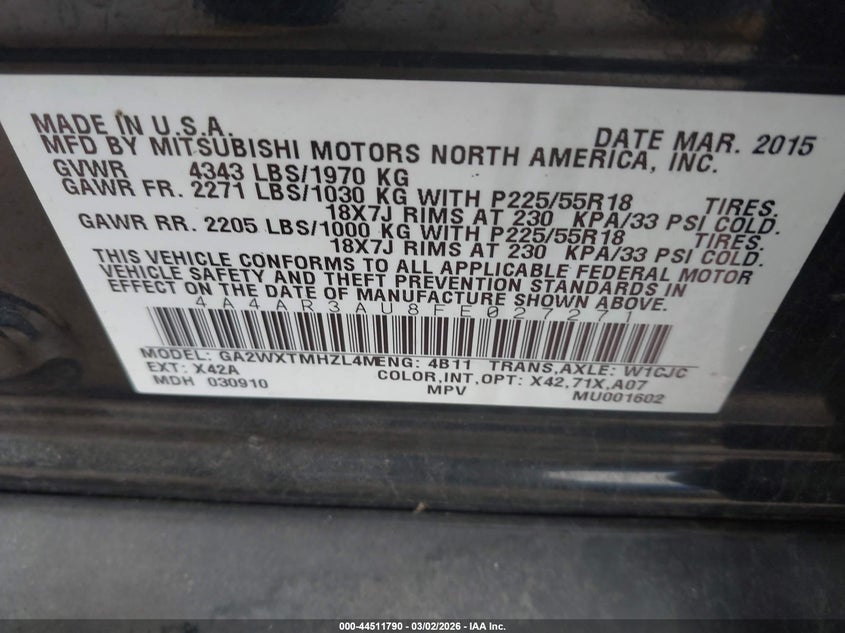 MADE IN U.S.A. DATE MAR. 2015
MFD BY MITSUBISHI MOTORS NORTH AMERICA, INC.
GVWR 4343 LBS/1970 KG
GAWR FR. 2271 LBS/1030 KG WITH P225/55R18 TIRES.
18X7J RIMS AT 230 KPA/33 PSI COLD.
GAWR RR. 2205 LBS/1000 KG WITH P225/55R18 TIRES.
18X7J RIMS AT 230 KPA/33 PSI COLD.
THIS VEHICLE CONFORMS TO ALL APPLICABLE FEDERAL MOTOR
VEHICLE SAFETY AND THEFT PREVENTION STANDARDS IN
EFFECT ON THE DATE OF MANUFACTURE SHOWN ABOVE.
4A4AR3AU8FE027271
MODEL: GA2WXTMHZL4M ENG: 4B11 TRANS,AXLE: W1CJC
EXT: X42A COLOR,INT,OPT: X42,71X,A07
MDH 030910 MPV MU001602
000-44511790 - 03/02/2026 - IAA Inc.